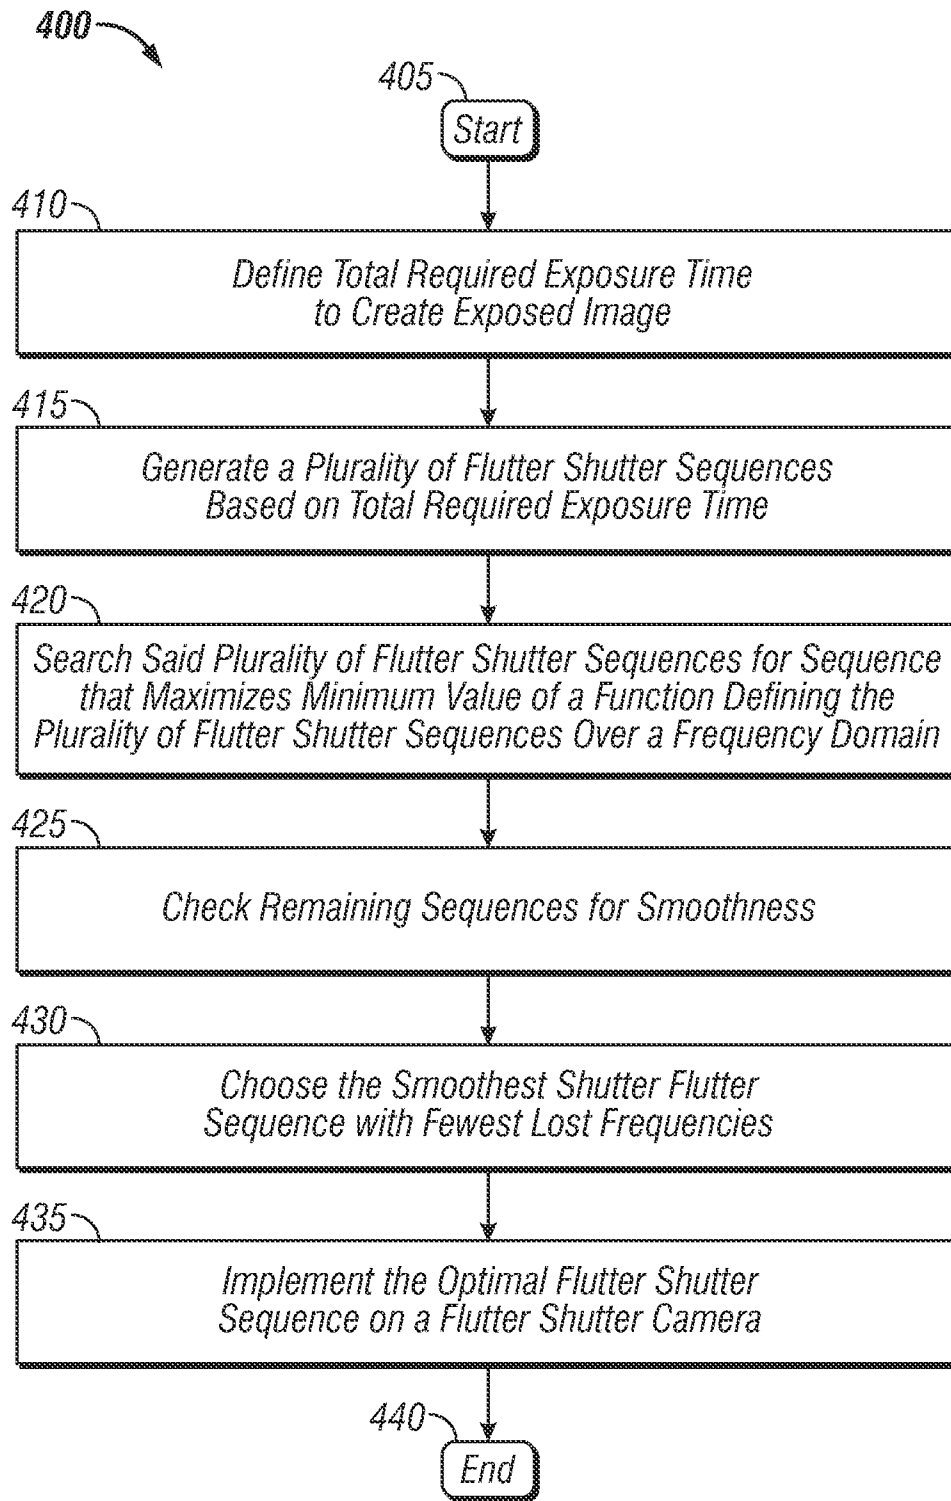 400
405
Start
410
Define Total Required Exposure Time
to Create Exposed Image
415
Generate a Plurality of Flutter Shutter Sequences
Based on Total Required Exposure Time
420
Search Said Plurality of Flutter Shutter Sequences for Sequence
that Maximizes Minimum Value of a Function Defining the
Plurality of Flutter Shutter Sequences Over a Frequency Domain
425
Check Remaining Sequences for Smoothness
430
Choose the Smoothest Shutter Flutter
Sequence with Fewest Lost Frequencies
435
Implement the Optimal Flutter Shutter
Sequence on a Flutter Shutter Camera
440
End